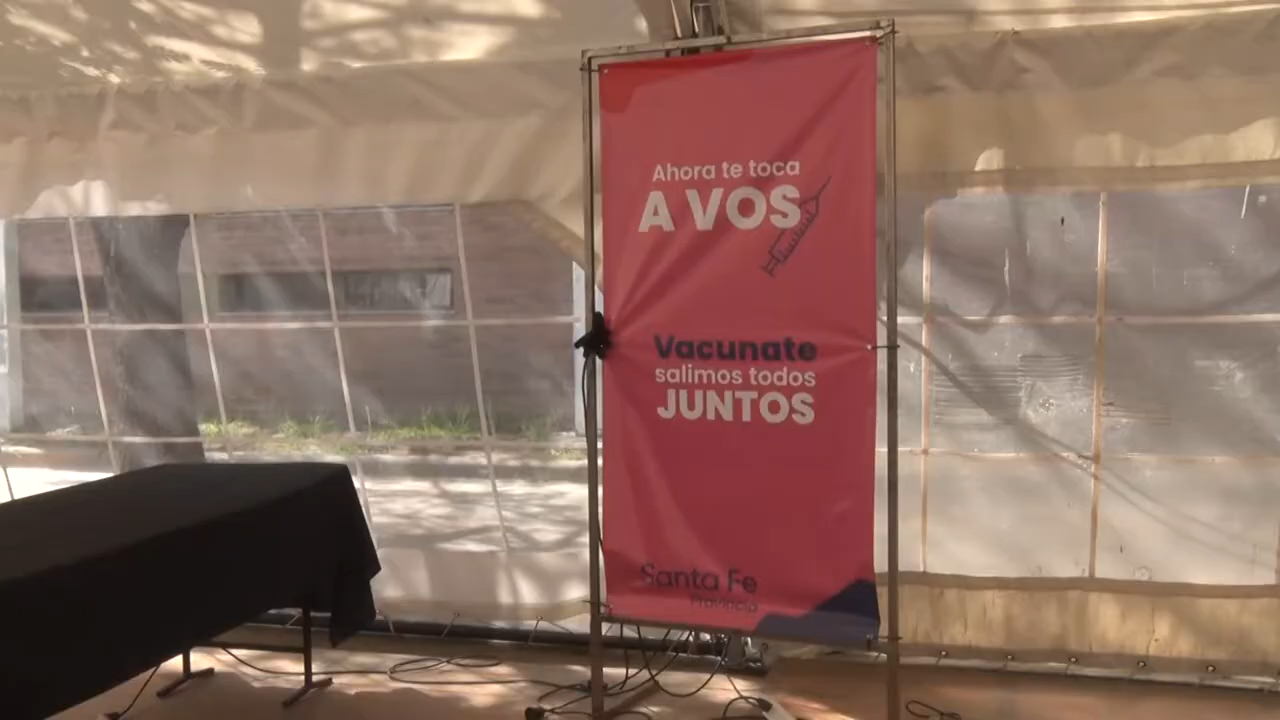 Ahora te toca
A VOS
Vacunate
salimos todos
JUNTOS
Santa Fe
Provincia